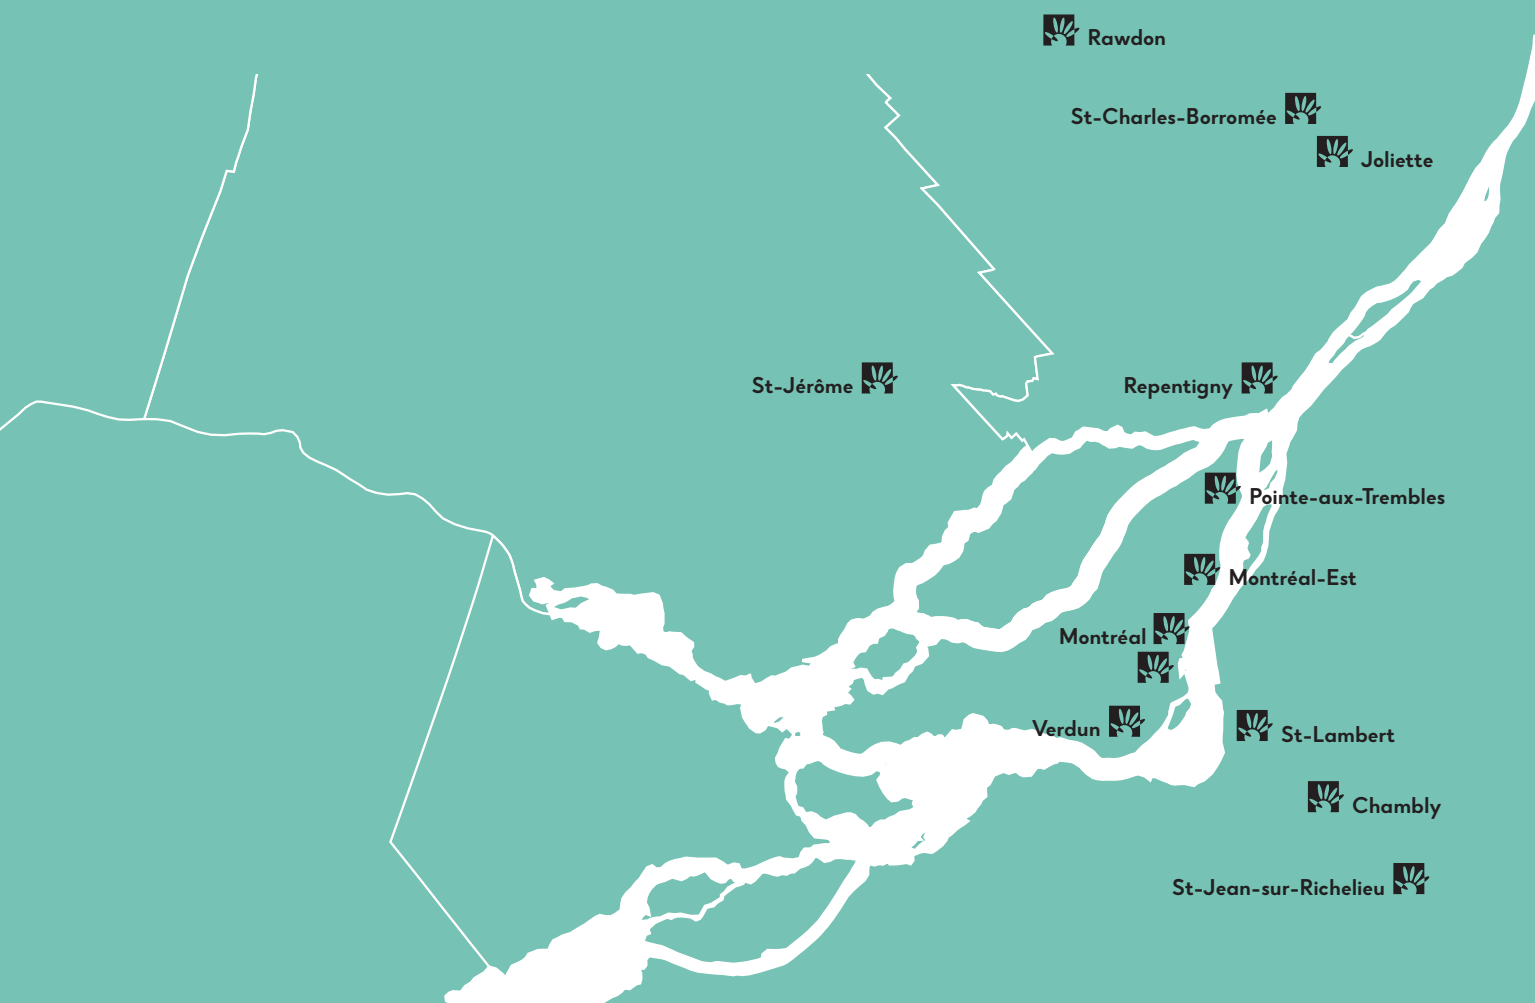 Rawdon
St-Charles-Borromée
Joliette
St-Jérôme
Repentigny
Pointe-aux-Trembles
Montréal-Est
Montréal
Verdun
St-Lambert
Chambly
St-Jean-sur-Richelieu